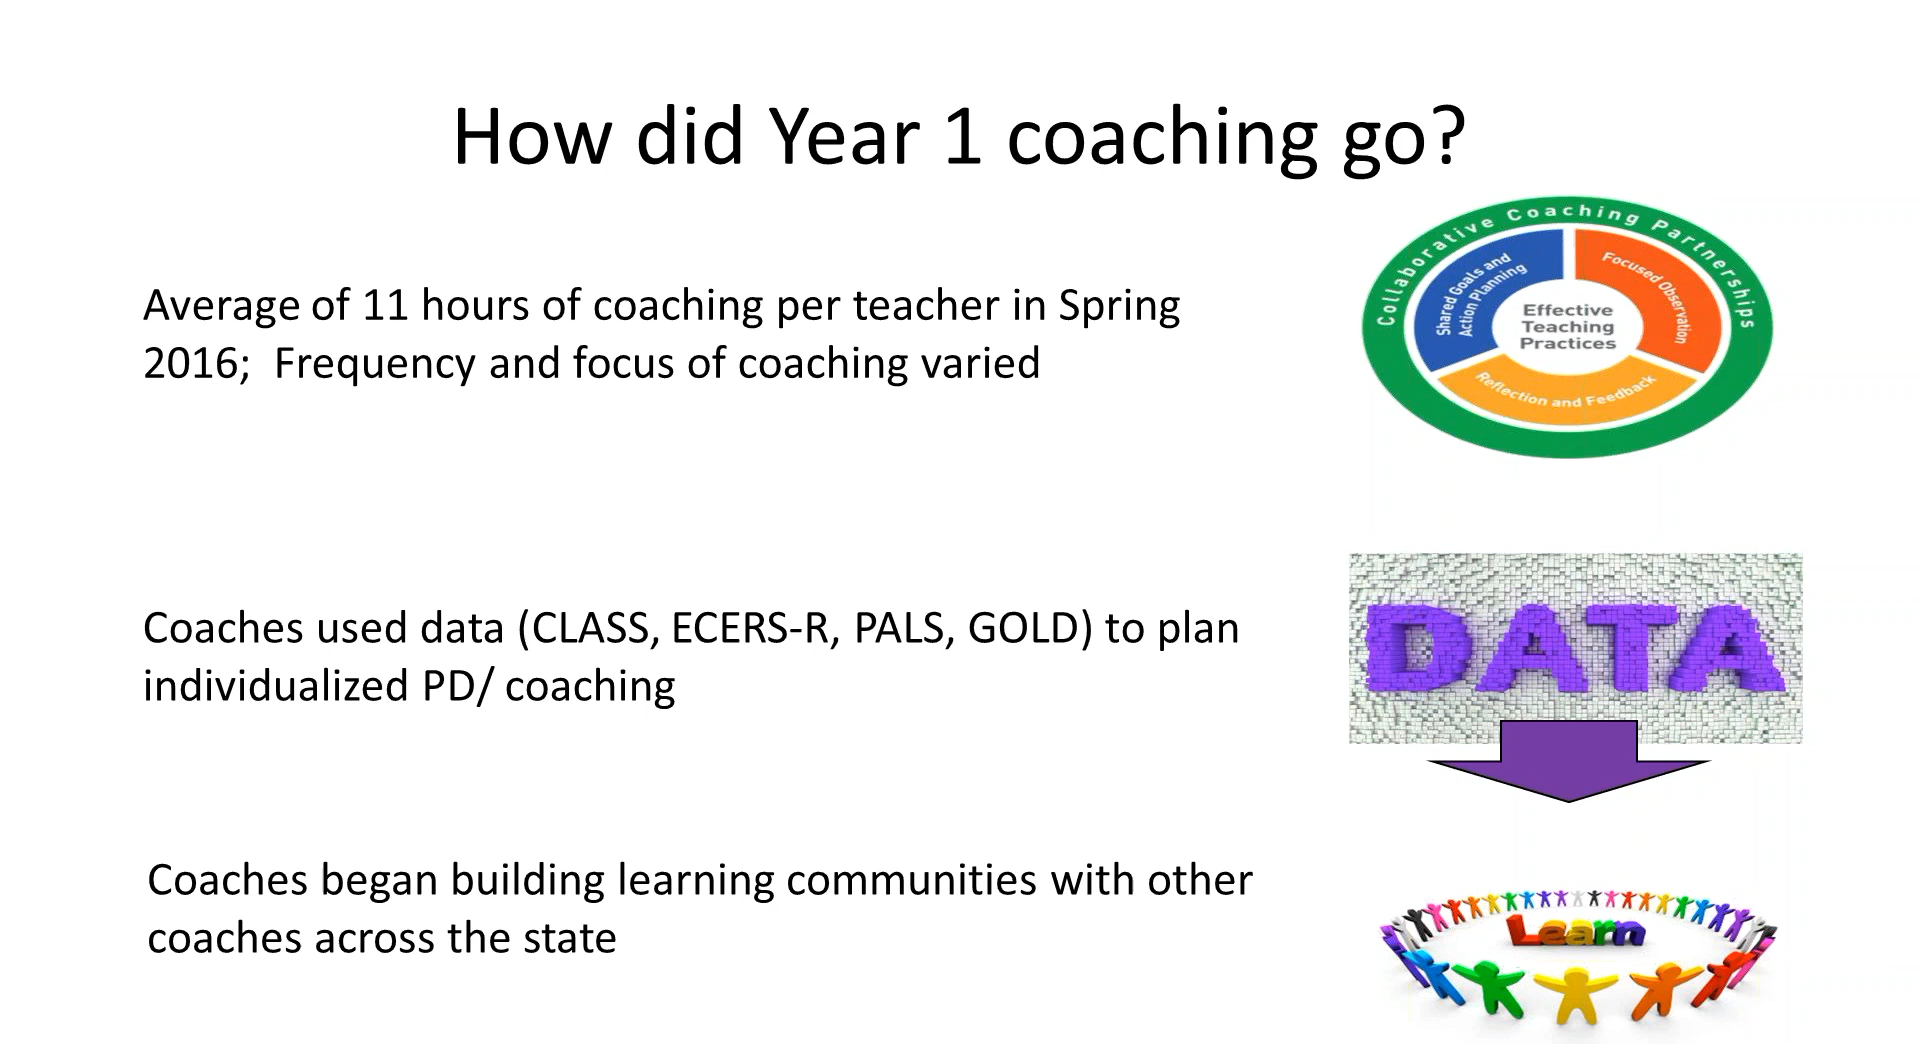 How did Year 1 coaching go?
Average of 11 hours of coaching per teacher in Spring
2016;  Frequency and focus of coaching varied
Collaborative Coaching Partnerships
Shared Goals and
Action Planning
Focused Observation
Effective
Teaching
Practices
Reflection and Feedback
Coaches used data (CLASS, ECERS-R, PALS, GOLD) to plan
individualized PD/ coaching
DATA
Coaches began building learning communities with other
coaches across the state
Learn